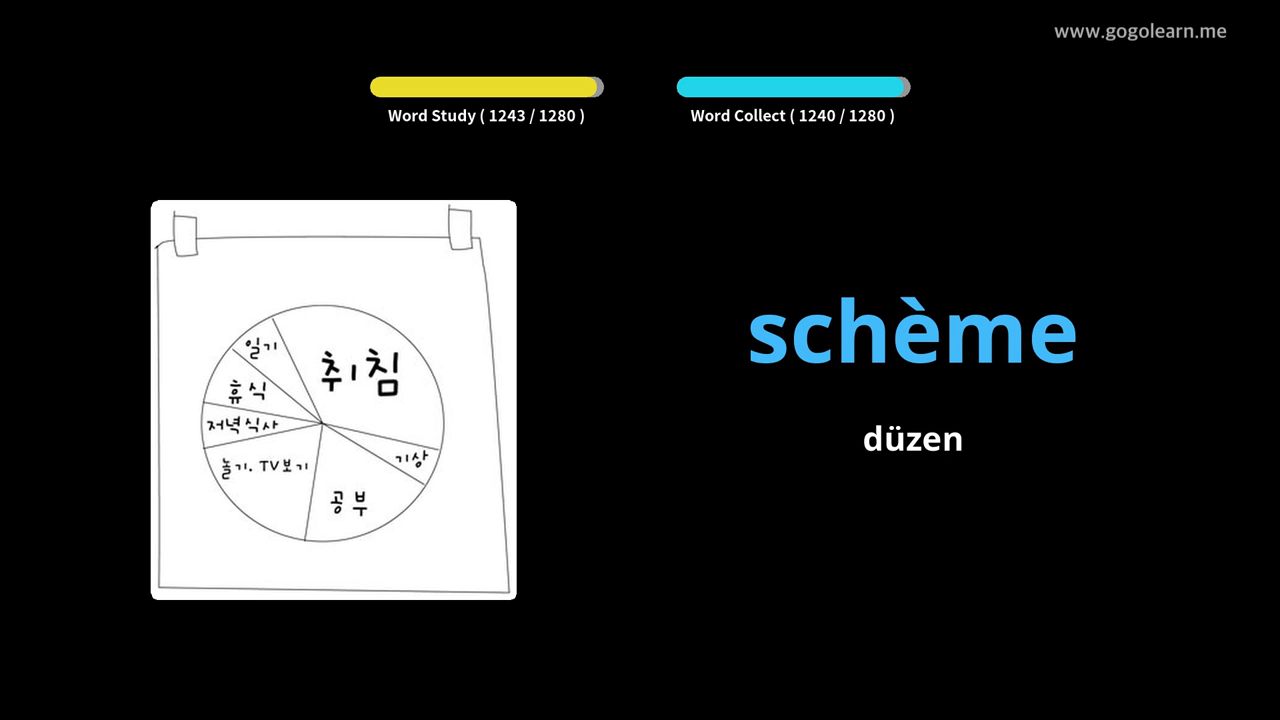 www.gogolearn.me
Word Study ( 1243 / 1280 )
Word Collect ( 1240 / 1280 )
일기
취침
휴식
저녁식사
놀기. TV보기
기상
공부
schème
düzen